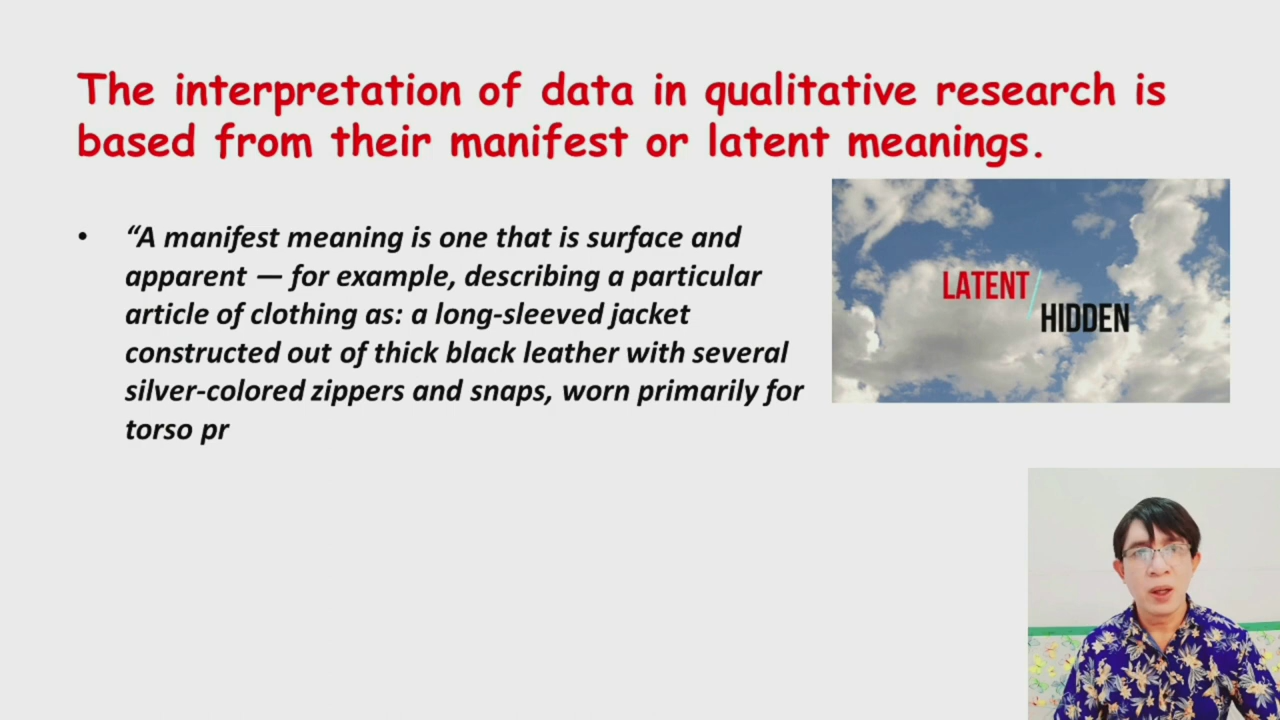 The interpretation of data in qualitative research is
based from their manifest or latent meanings.
• “A manifest meaning is one that is surface and
apparent — for example, describing a particular
article of clothing as: a long-sleeved jacket
constructed out of thick black leather with several
silver-colored zippers and snaps, worn primarily for
torso pr
LATENT/
HIDDEN